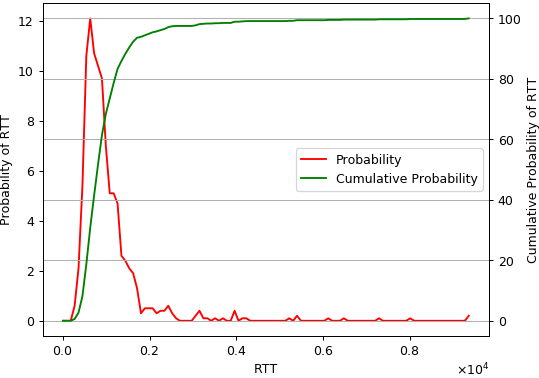 12
10
8
6
4
2
0
Probability of RTT
100
80
60
40
20
0
Cumulative Probability of RTT
Probability
Cumulative Probability
0.0 0.2 0.4 0.6 0.8
×10⁴
RTT